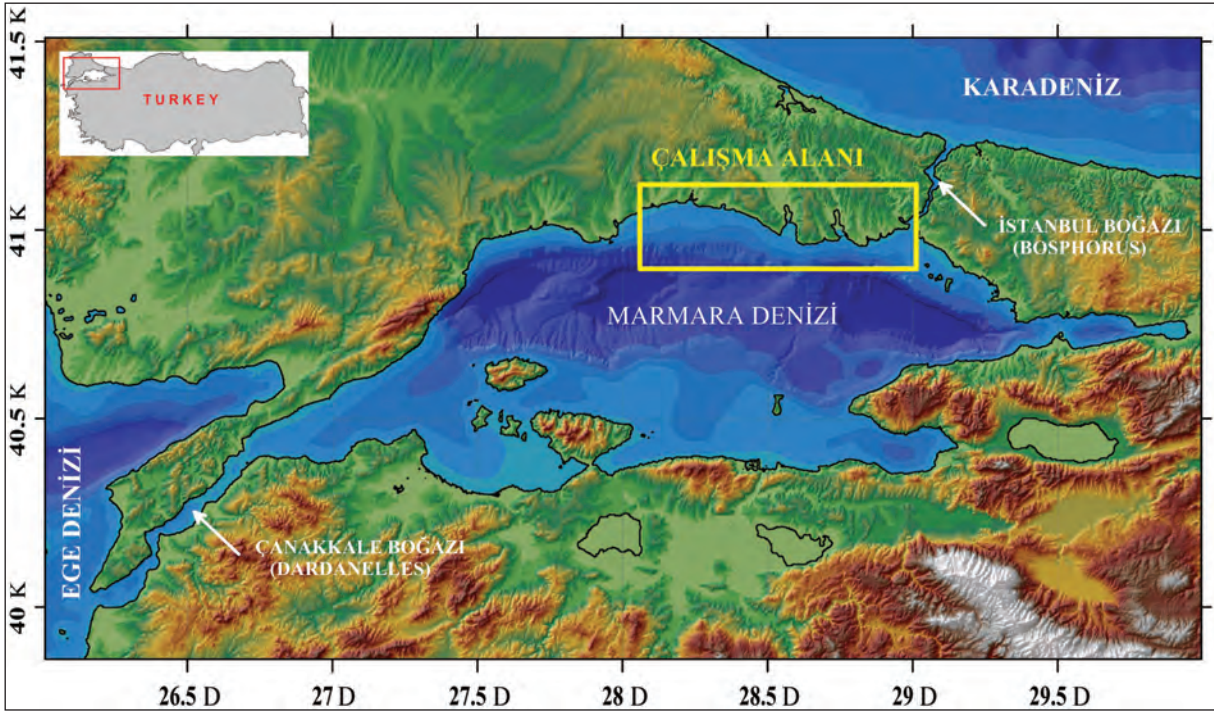 41.5 K
41 K
40.5 K
40 K
TURKEY
KARADENİZ
ÇALIŞMA ALANI
İSTANBUL BOĞAZI
(BOSPHORUS)
MARMARA DENİZİ
EGE DENİZİ
ÇANAKKALE BOĞAZI
(DARDANELLES)
26.5 D
27 D
27.5 D
28 D
28.5 D
29 D
29.5 D